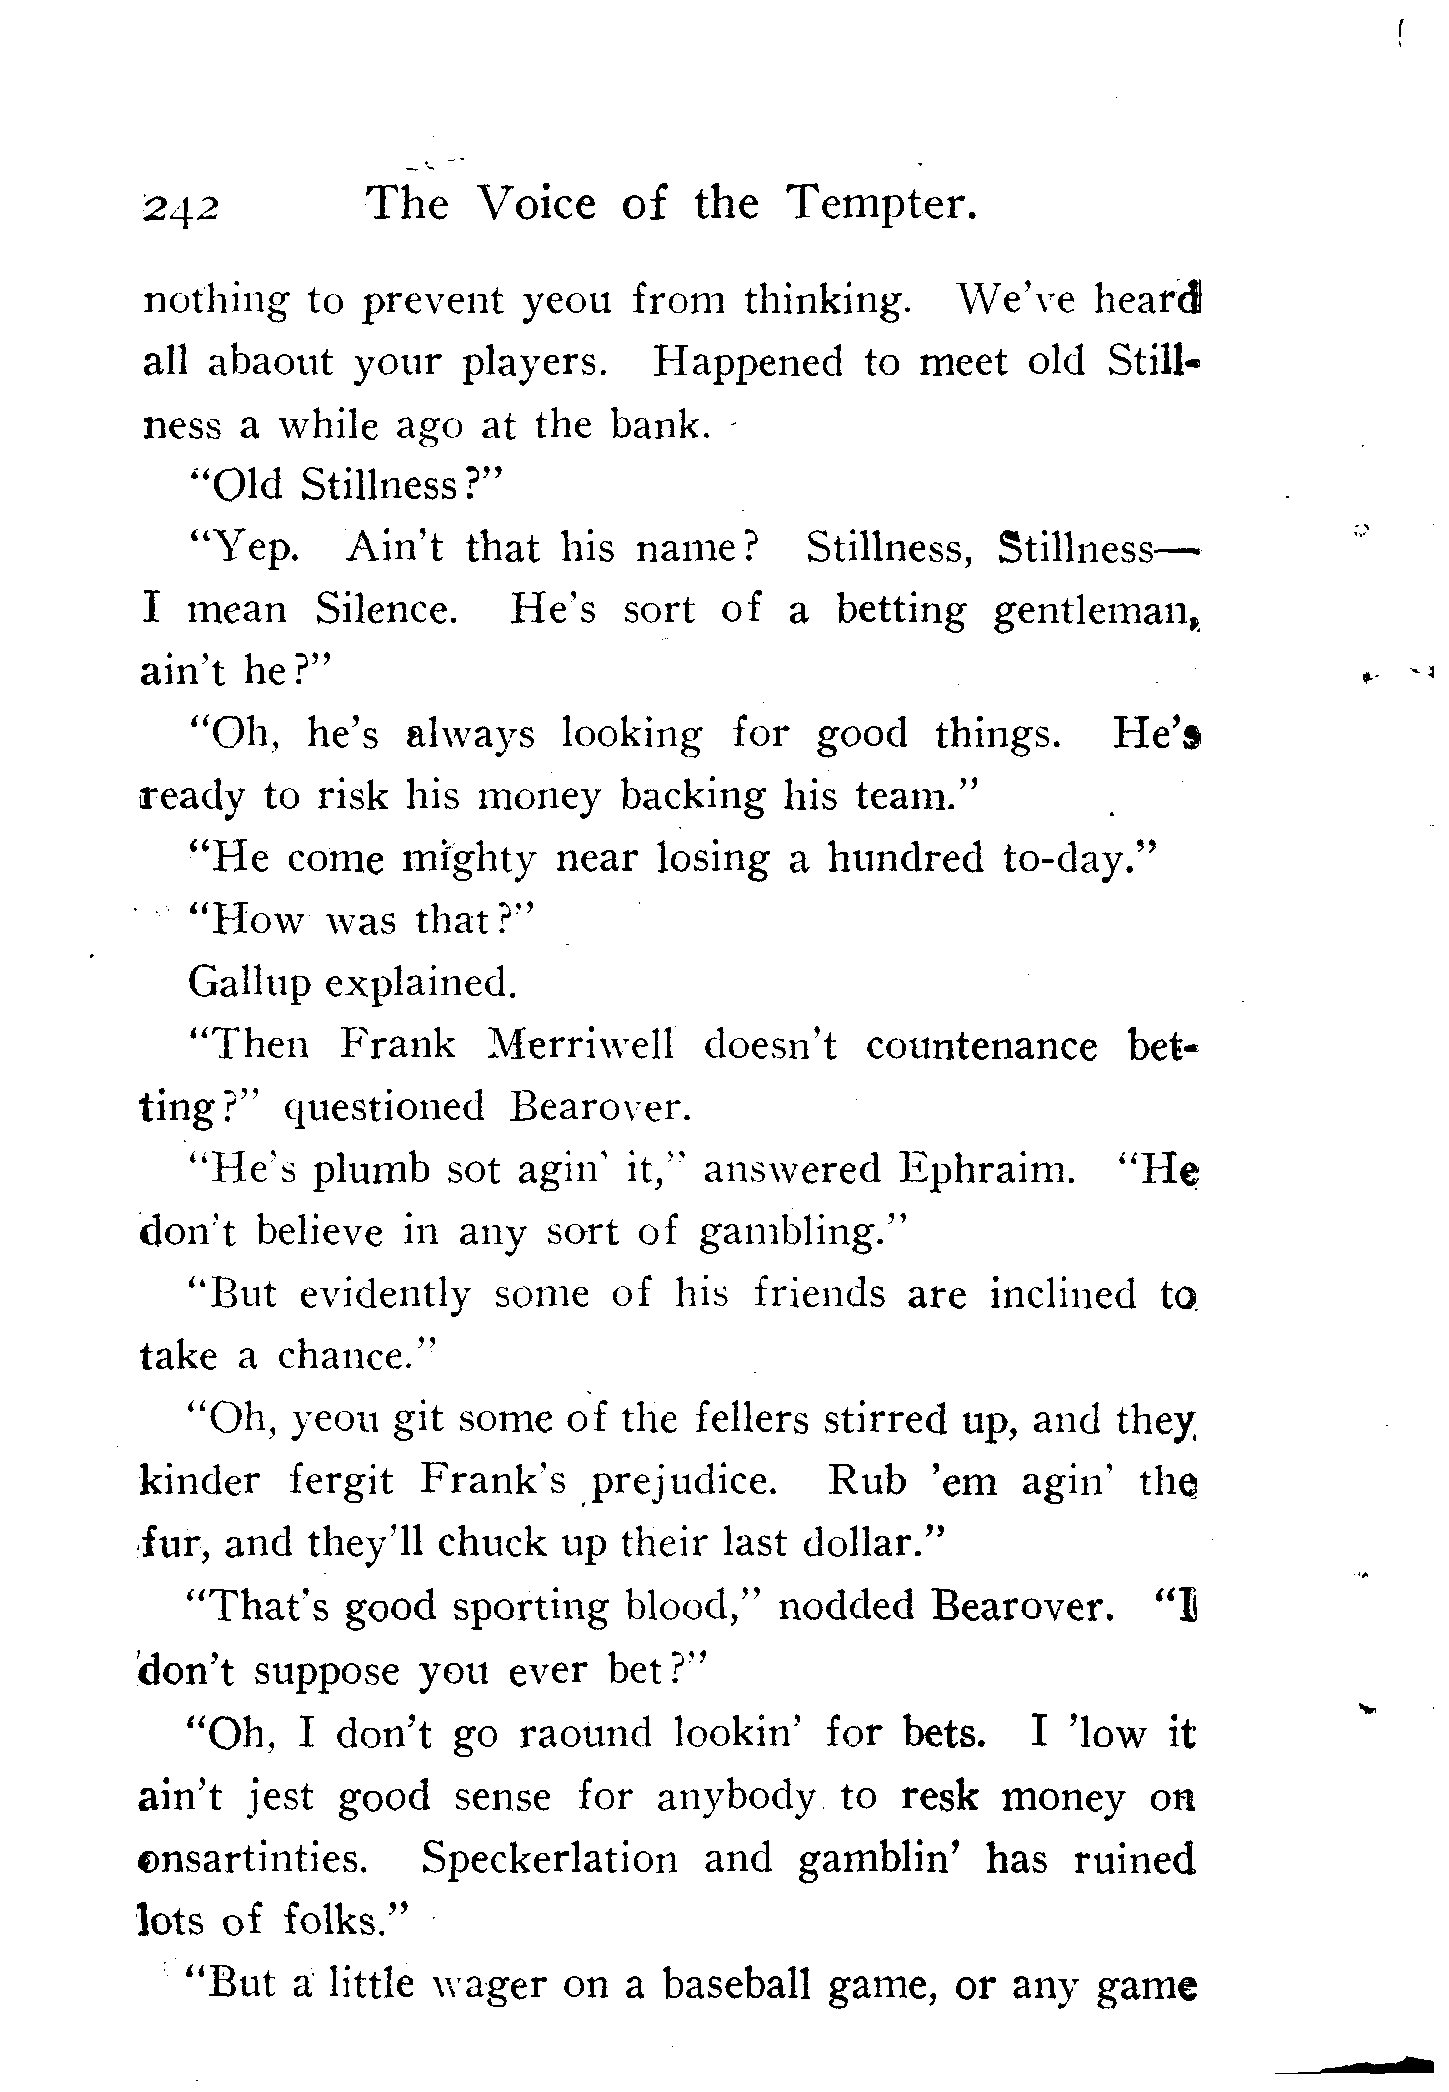 242 The Voice of the Tempter.
nothing to prevent yeou from thinking. We've heard
all abaout your players. Happened to meet old Still-
ness a while ago at the bank.
"Old Stillness?"
"Yep. Ain't that his name? Stillness, Stillness—
I mean Silence. He's sort of a betting gentleman,
ain't he?"
"Oh, he's always looking for good things. He's
ready to risk his money backing his team."
"He come mighty near losing a hundred to-day."
"How was that?"
Gallup explained.
"Then Frank Merriwell doesn't countenance bet-
ting?" questioned Bearover.
"He's plumb sot agin' it," answered Ephraim. "He
don't believe in any sort of gambling."
"But evidently some of his friends are inclined to
take a chance."
"Oh, yeou git some of the fellers stirred up, and they
kinder fergit Frank's prejudice. Rub 'em agin' the
fur, and they'll chuck up their last dollar."
"That's good sporting blood," nodded Bearover. "I
don't suppose you ever bet?"
"Oh, I don't go raound lookin' for bets. I 'low it
ain't jest good sense for anybody to resk money on
onsartinties. Speckerlation and gamblin' has ruined
lots of folks."
"But a little wager on a baseball game, or any game